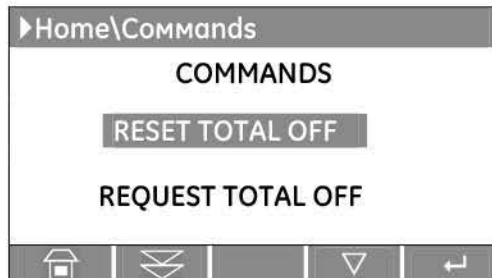 Home\Commands
COMMANDS
RESET TOTAL OFF
REQUEST TOTAL OFF